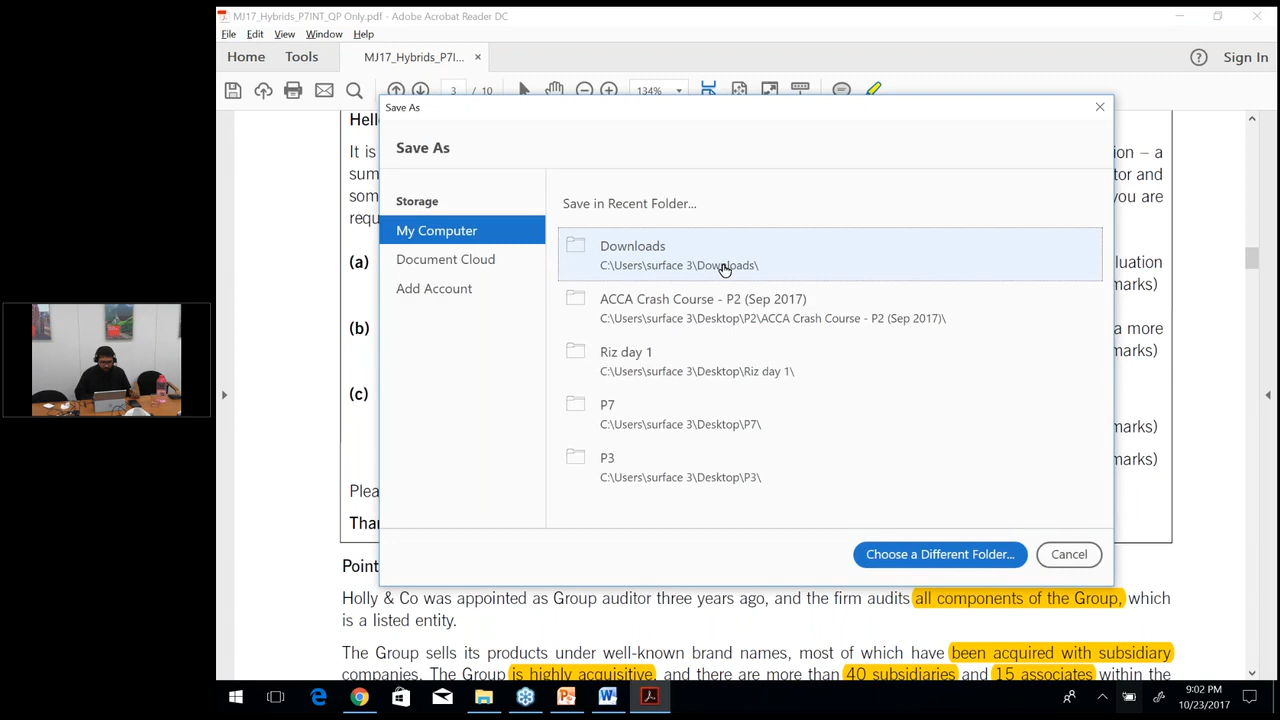 MJ17_Hybrids_P7INT_QP Only.pdf - Adobe Acrobat Reader DC
File Edit View Window Help
Home Tools MJ17_Hybrids_P7I... × Sign In
3 / 10 134%
Save As
Save As
Storage
My Computer
Document Cloud
Add Account
Save in Recent Folder...
Downloads
C:\Users\surface 3\Downloads\
ACCA Crash Course - P2 (Sep 2017)
C:\Users\surface 3\Desktop\P2\ACCA Crash Course - P2 (Sep 2017)\
Riz day 1
C:\Users\surface 3\Desktop\Riz day 1\
P7
C:\Users\surface 3\Desktop\P7\
P3
C:\Users\surface 3\Desktop\P3\
Choose a Different Folder... Cancel
Hell
It is ion – a
sum tor and
som you are
requ
(a) luation
marks)
(b) a more
marks)
(c)
marks)
marks)
Plea
Tha
Point
Holly & Co was appointed as Group auditor three years ago, and the firm audits all components of the Group, which
is a listed entity.
The Group sells its products under well-known brand names, most of which have been acquired with subsidiary
companies. The Group is highly acquisitive, and there are more than 40 subsidiaries and 15 associates within the
9:02 PM
10/23/2017